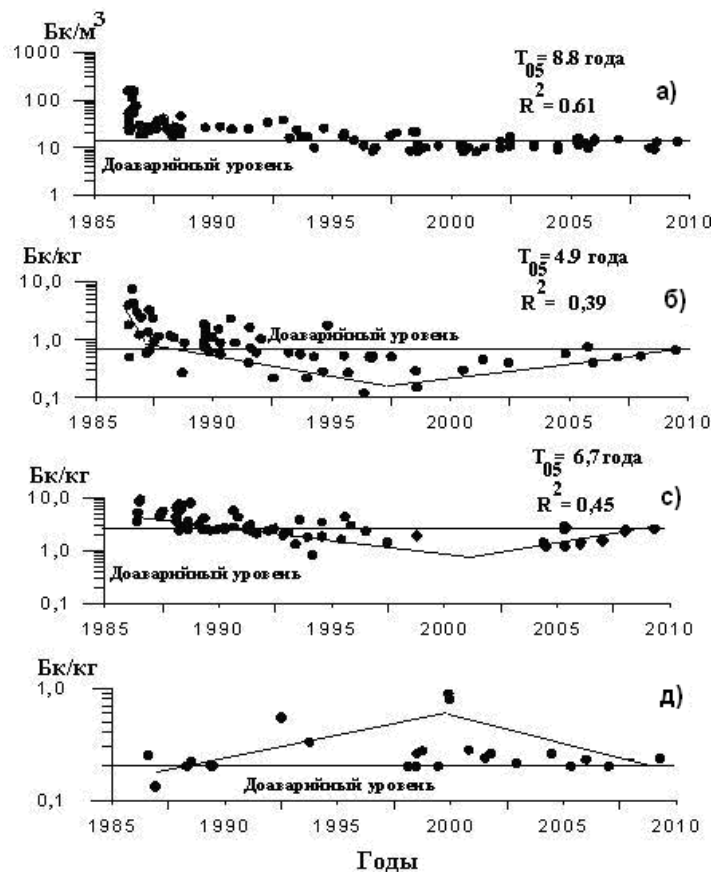 Бк/м3
1000
100
10
1
T05= 8.8 года
R2 = 0.61
а)
Доаварийный уровень
1985 1990 1995 2000 2005 2010
Бк/кг
10,0
1,0
0,1
T05= 4.9 года
R2 = 0,39
б)
Доаварийный уровень
1985 1990 1995 2000 2005 2010
Бк/кг
10,0
1,0
0,1
T05= 6,7 года
R2 = 0,45
с)
Доаварийный уровень
1985 1990 1995 2000 2005 2010
Бк/кг
1,0
0,1
д)
Доаварийный уровень
1985 1990 1995 2000 2005 2010
Годы